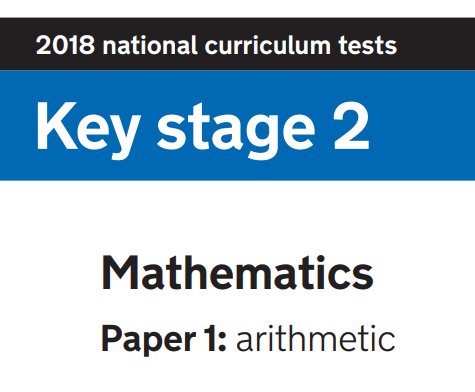 2018 national curriculum tests
Key stage 2
Mathematics
Paper 1: arithmetic